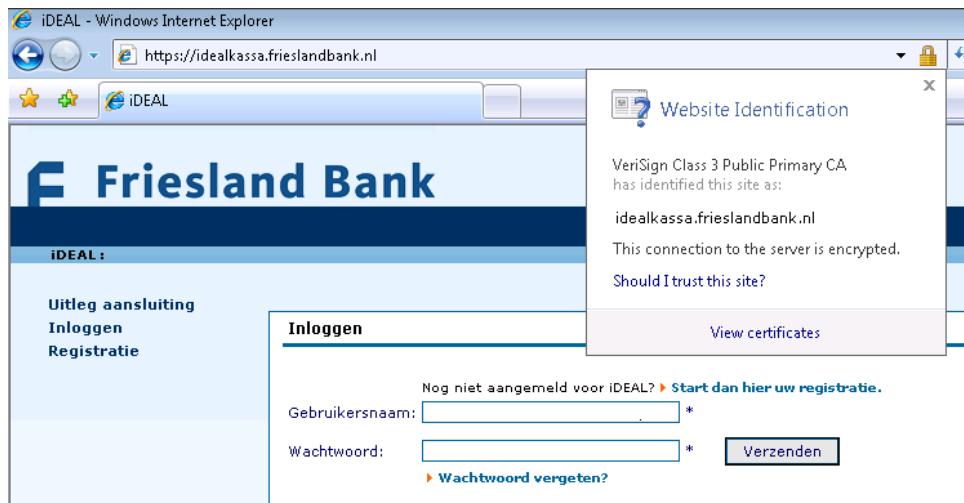 iDEAL - Windows Internet Explorer
https://idealkassa.frieslandbank.nl
iDEAL
Website Identification
VeriSign Class 3 Public Primary CA
has identified this site as:
idealkassa.frieslandbank.nl
This connection to the server is encrypted.
Should I trust this site?
View certificates
Friesland Bank
iDEAL:
Uitleg aansluiting
Inloggen
Registratie
Inloggen
Nog niet aangemeld voor iDEAL? Start dan hier uw registratie.
Gebruikersnaam: *
Wachtwoord: * Verzenden
Wachtwoord vergeten?